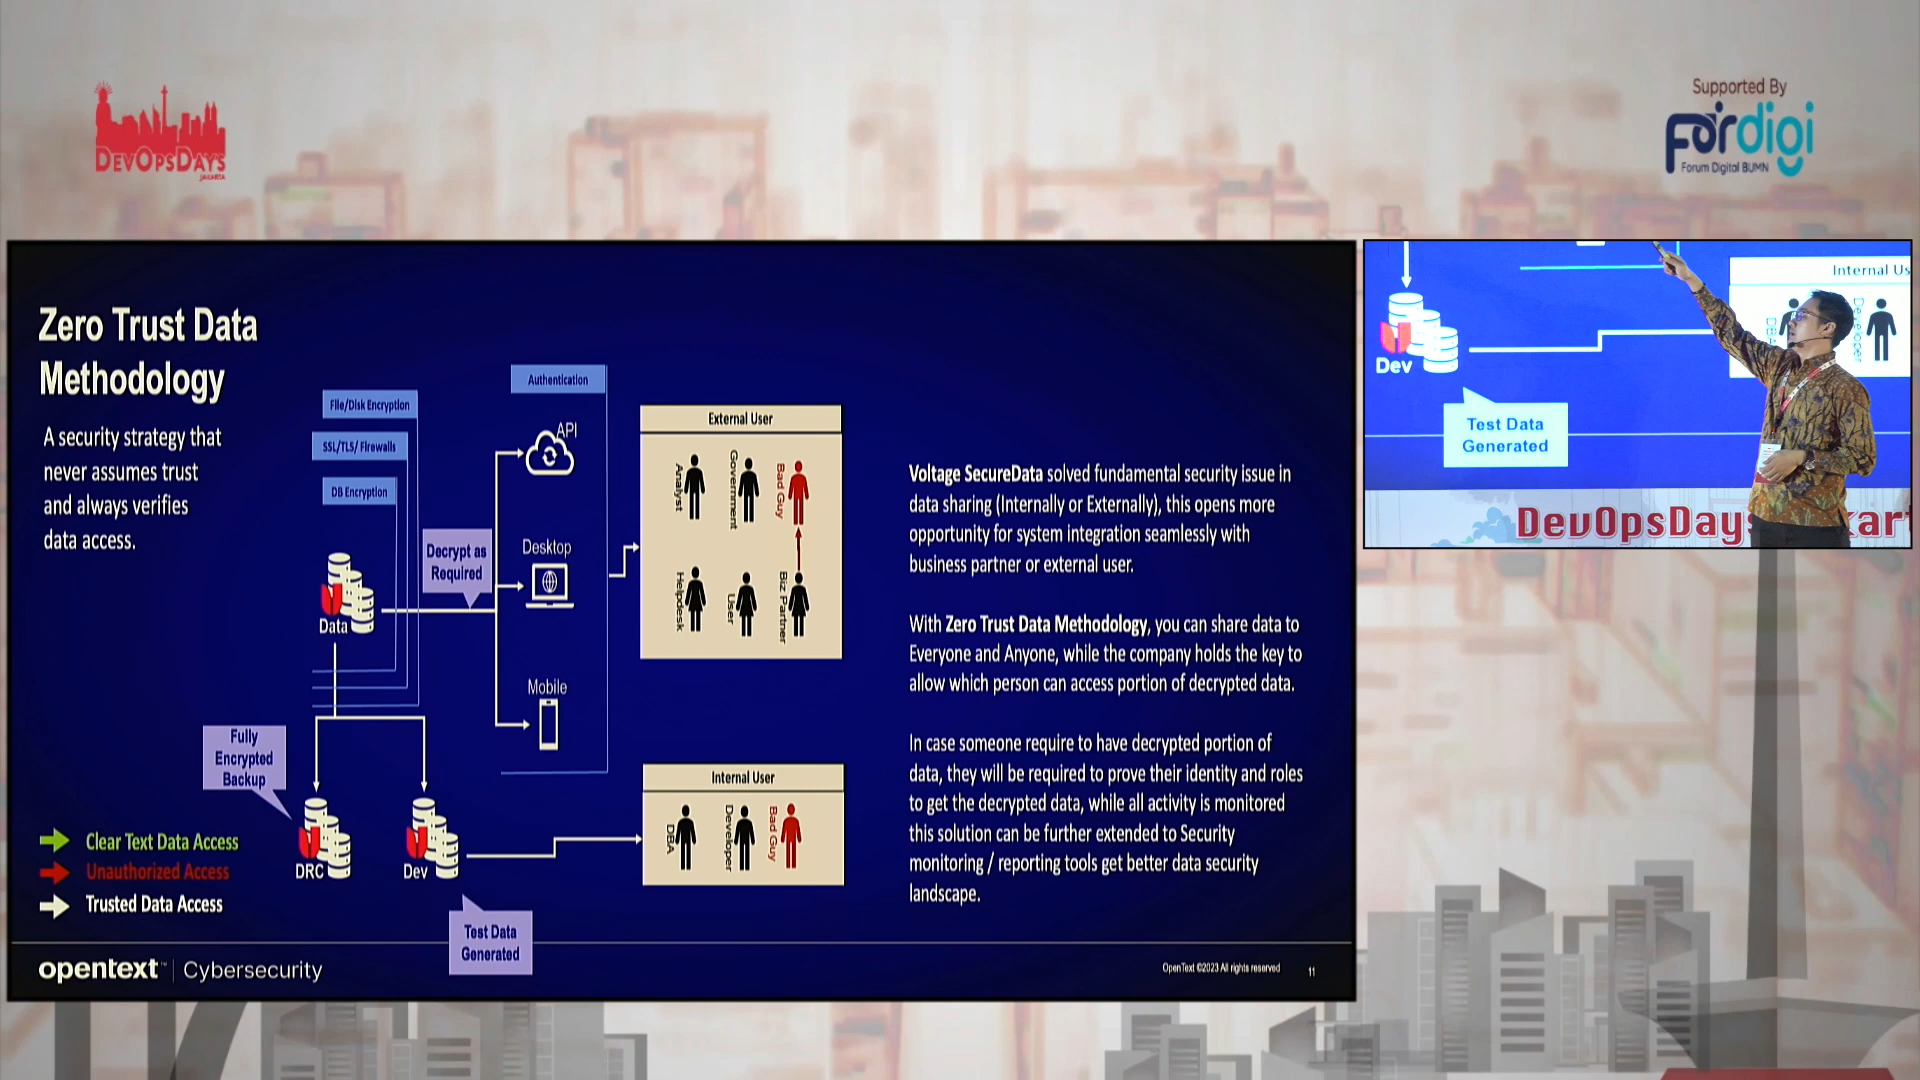 DEVOPSDAYS
JAKARTA
Supported By
Fordigi
Forum Digital BUMN
Zero Trust Data
Methodology
A security strategy that
never assumes trust
and always verifies
data access.
File/Disk Encryption
SSL/TLS/ Firewalls
DB Encryption
Authentication
Data
Decrypt as
Required
API
Desktop
Mobile
External User
Analyst
Government
Bad Guy
Helpdesk
User
Biz Partner
Fully
Encrypted
Backup
DRC
Dev
Test Data
Generated
Internal User
DBA
Developer
Bad Guy
Clear Text Data Access
Unauthorized Access
Trusted Data Access
Voltage SecureData solved fundamental security issue in
data sharing (Internally or Externally), this opens more
opportunity for system integration seamlessly with
business partner or external user.
With Zero Trust Data Methodology, you can share data to
Everyone and Anyone, while the company holds the key to
allow which person can access portion of decrypted data.
In case someone require to have decrypted portion of
data, they will be required to prove their identity and roles
to get the decrypted data, while all activity is monitored
this solution can be further extended to Security
monitoring / reporting tools get better data security
landscape.
opentext™ | Cybersecurity
OpenText ©2023 All rights reserved
11
Internal Us
DBA
Developer
Dev
Test Data
Generated
DevOpsDays kart